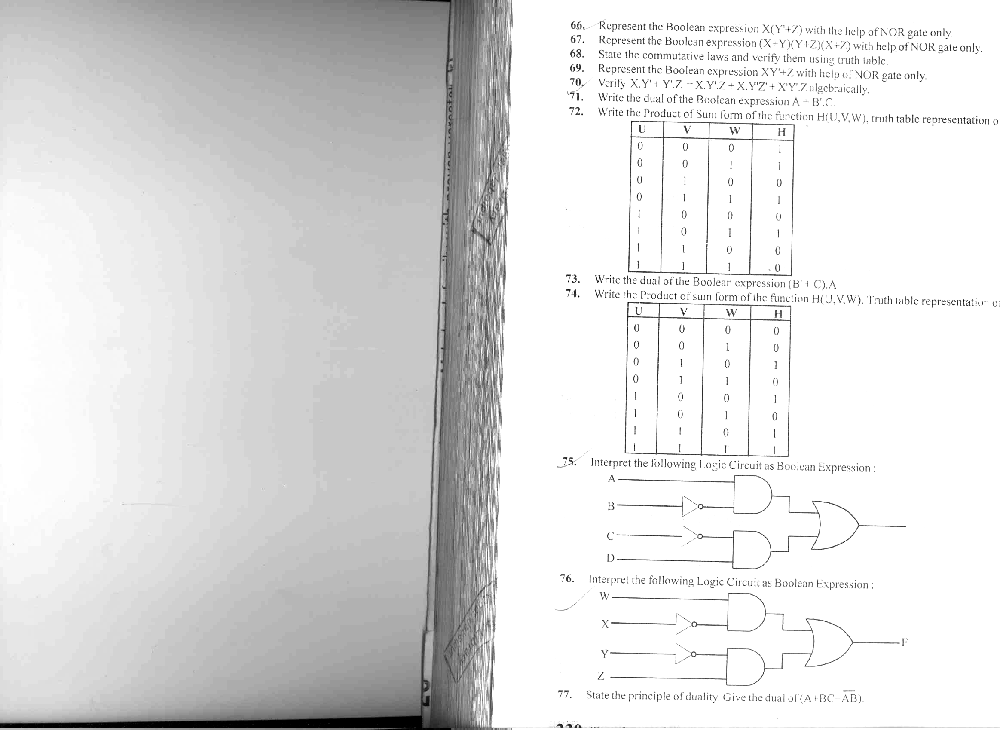 66. Represent the Boolean expression X(Y'+Z) with the help of NOR gate only.
67. Represent the Boolean expression (X+Y)(Y+Z)(X+Z) with help of NOR gate only.
68. State the commutative laws and verify them using truth table.
69. Represent the Boolean expression XY'+Z with help of NOR gate only.
70. Verify X.Y'+ Y'.Z = X.Y'.Z + X.Y'Z' + X'Y'.Z algebraically.
71. Write the dual of the Boolean expression A + B'.C.
72. Write the Product of Sum form of the function H(U,V,W), truth table representation
U V W H
0 0 0 1
0 0 1 1
0 1 0 0
0 1 1 1
1 0 0 0
1 0 1 1
1 1 0 0
1 1 1 0
73. Write the dual of the Boolean expression (B' + C).A
74. Write the Product of sum form of the function H(U,V,W). Truth table representation of
U V W H
0 0 0 0
0 0 1 0
0 1 0 1
0 1 1 0
1 0 0 1
1 0 1 0
1 1 0 1
1 1 1 1
75. Interpret the following Logic Circuit as Boolean Expression :
A
B
C
D
76. Interpret the following Logic Circuit as Boolean Expression :
W
X
Y
F
Z
77. State the principle of duality. Give the dual of (A+BC+A̅B̅).